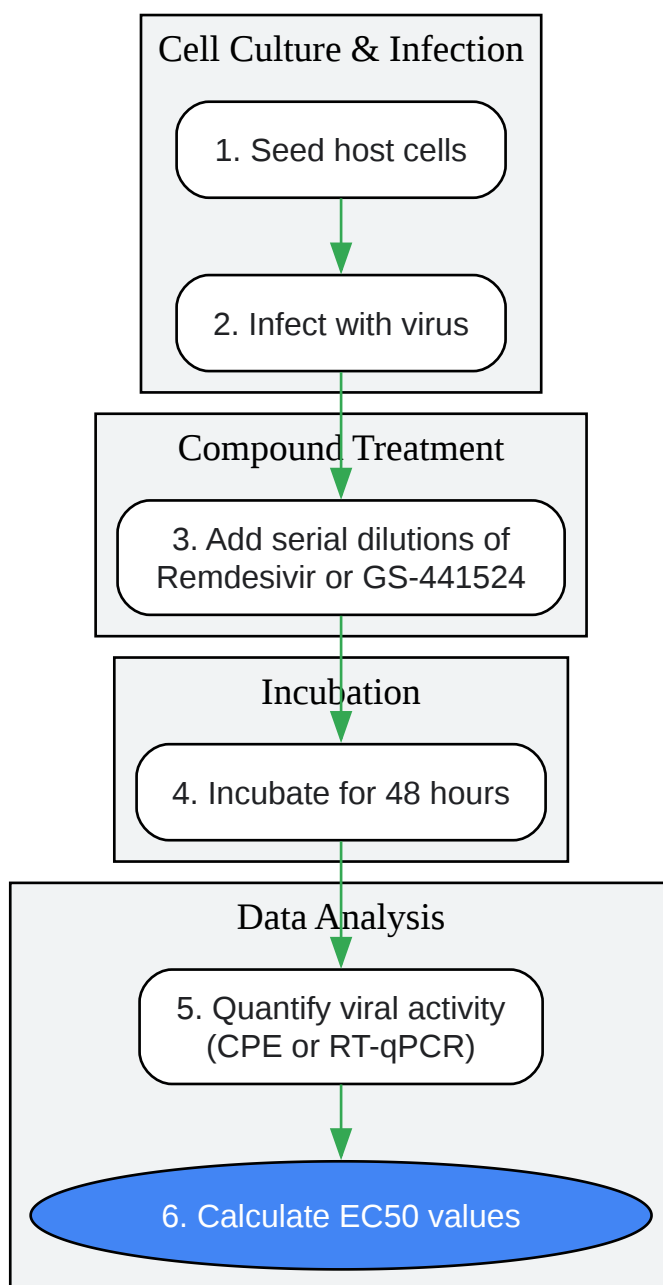 Cell Culture & Infection
1. Seed host cells
2. Infect with virus
Compound Treatment
3. Add serial dilutions of
Remdesivir or GS-441524
Incubation
4. Incubate for 48 hours
Data Analysis
5. Quantify viral activity
(CPE or RT-qPCR)
6. Calculate EC50 values